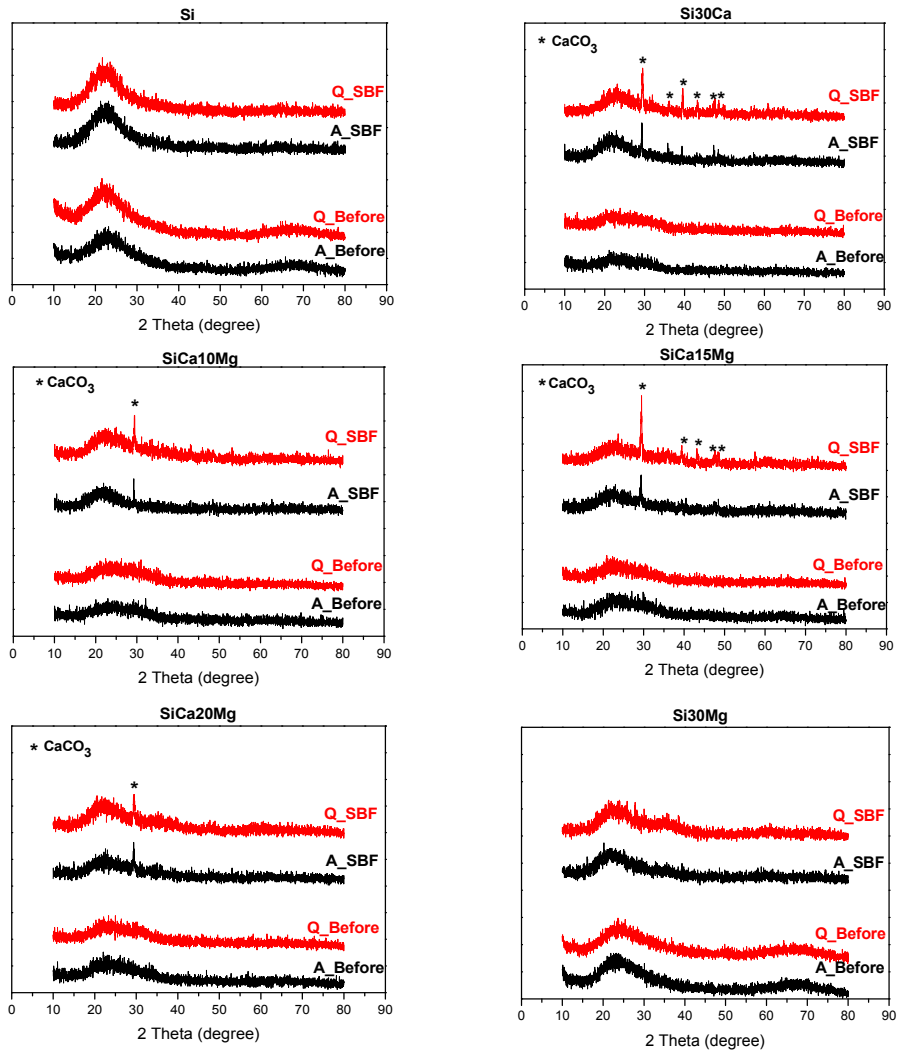 Si
Q_SBF
A_SBF
Q_Before
A_Before
0 10 20 30 40 50 60 70 80 90
2 Theta (degree)
Si30Ca
* CaCO3
* * * * **
Q_SBF
A_SBF
Q_Before
A_Before
0 10 20 30 40 50 60 70 80 90
2 Theta (degree)
SiCa10Mg
* CaCO3
*
Q_SBF
A_SBF
Q_Before
A_Before
0 10 20 30 40 50 60 70 80 90
2 Theta (degree)
SiCa15Mg
* CaCO3
* * * **
Q_SBF
A_SBF
Q_Before
A_Before
0 10 20 30 40 50 60 70 80 90
2 Theta (degree)
SiCa20Mg
* CaCO3
*
Q_SBF
A_SBF
Q_Before
A_Before
0 10 20 30 40 50 60 70 80 90
2 Theta (degree)
Si30Mg
Q_SBF
A_SBF
Q_Before
A_Before
0 10 20 30 40 50 60 70 80 90
2 Theta (degree)